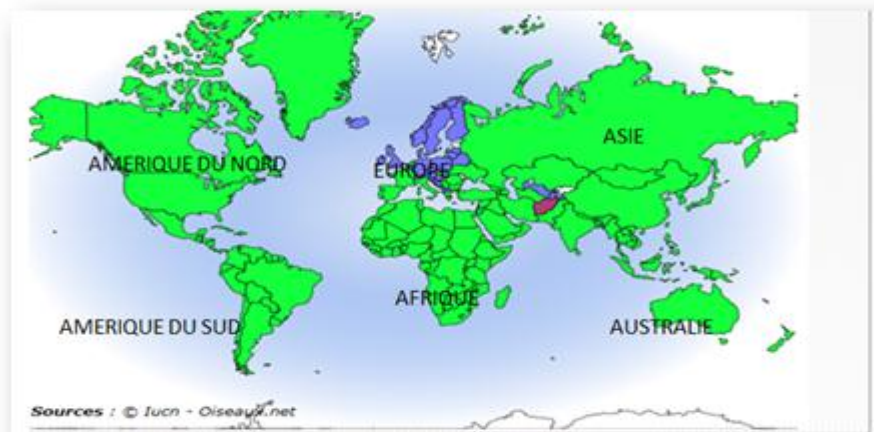 ASIE
AMERIQUE DU NORD
EUROPE
AFRIQUE
AMERIQUE DU SUD
AUSTRALIE
Sources : © Iucn - Oiseaux.net